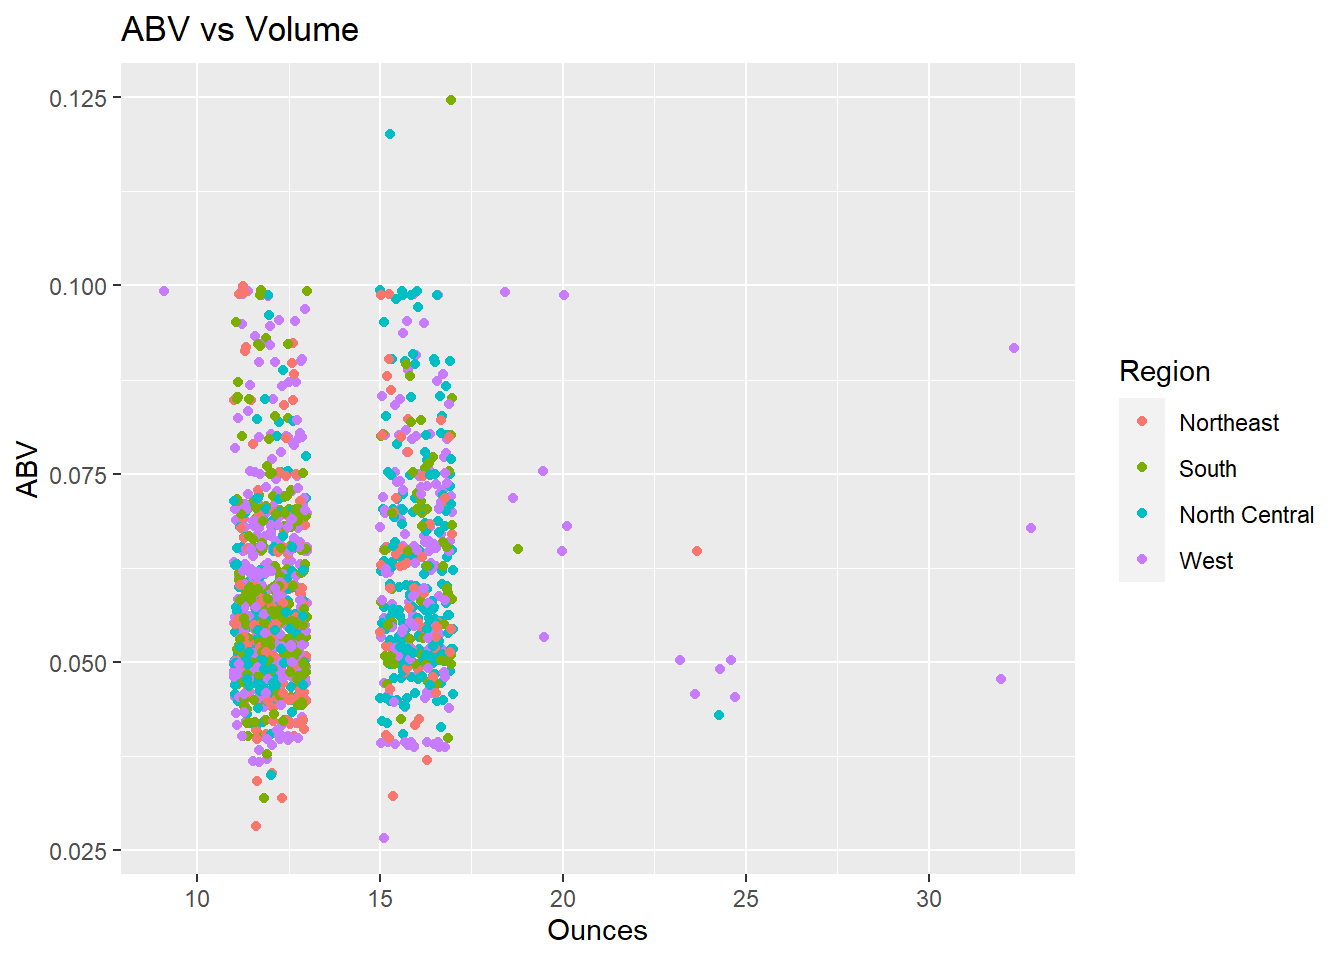 ABV vs Volume
0.125
0.100
0.075
0.050
0.025
ABV
10 15 20 25 30
Ounces
Region
Northeast
South
North Central
West